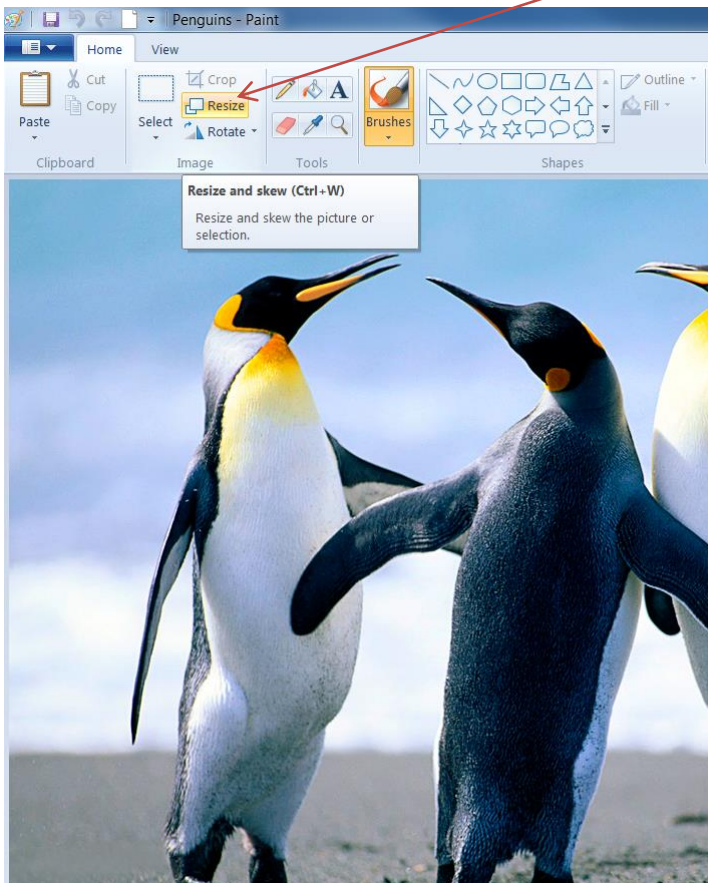 Penguins - Paint
Home View
Cut
Copy
Paste
Clipboard
Select
Crop
Resize
Rotate
Image
A
Tools
Brushes
Shapes
Outline
Fill
Resize and skew (Ctrl+W)
Resize and skew the picture or
selection.